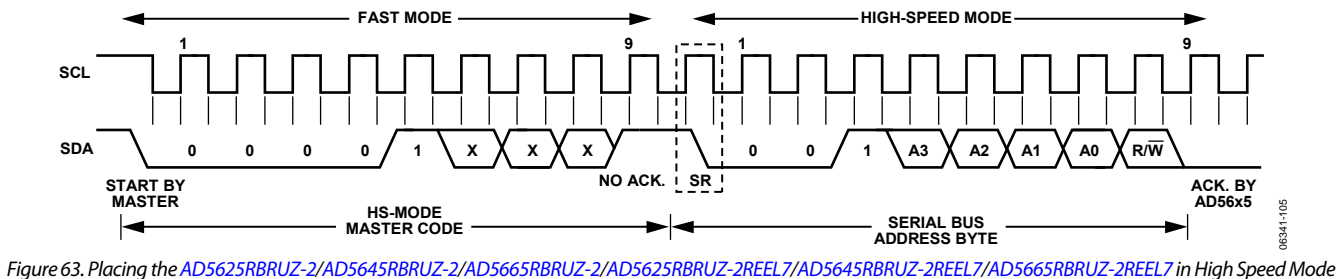 FAST MODE HIGH-SPEED MODE
1 9 1 9
SCL
SDA 0 0 0 0 1 X X X 0 0 1 A3 A2 A1 A0 R/W̅
START BY MASTER NO ACK. SR ACK. BY AD56x5
HS-MODE MASTER CODE SERIAL BUS ADDRESS BYTE
06341-105
Figure 63. Placing the AD5625RBRUZ-2/AD5645RBRUZ-2/AD5665RBRUZ-2/AD5625RBRUZ-2REEL7/AD5645RBRUZ-2REEL7/AD5665RBRUZ-2REEL7 in High Speed Mode